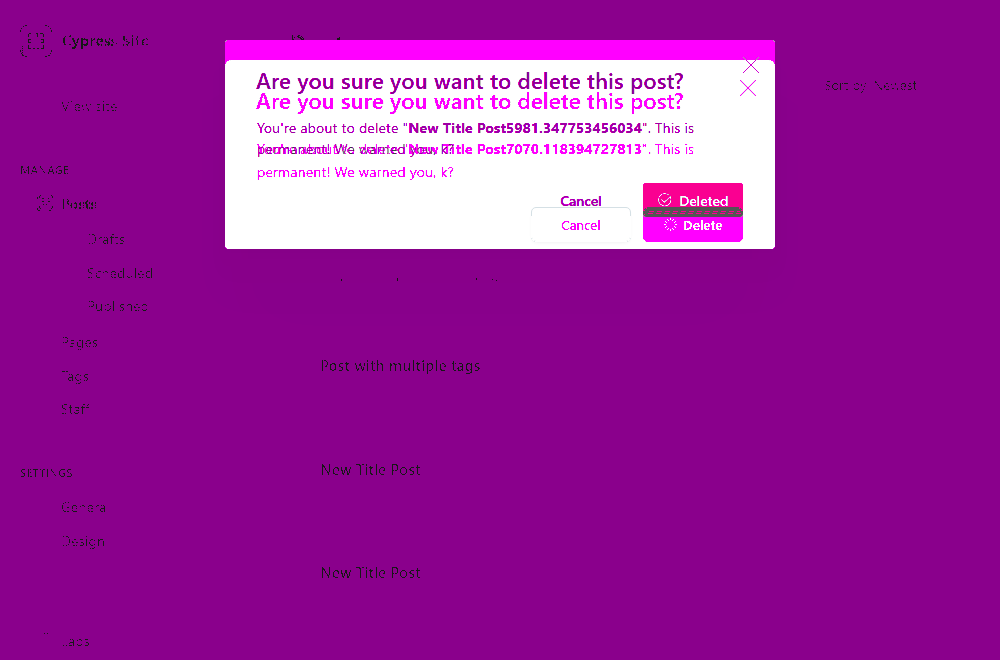 Cypress Site
View site
Sort by: Newest
Are you sure you want to delete this post?
Are you sure you want to delete this post?
You're about to delete "New Title Post5981.347753456034". This is
permanent! We warned you, k?
You're about to delete "New Title Post7070.118394727813". This is
permanent! We warned you, k?
MANAGE
Posts
Cancel
Deleted
Cancel
Delete
Drafts
Scheduled
Published
Pages
Post with multiple tags
Tags
Staff
SETTINGS
New Title Post
General
Design
New Title Post
Labs